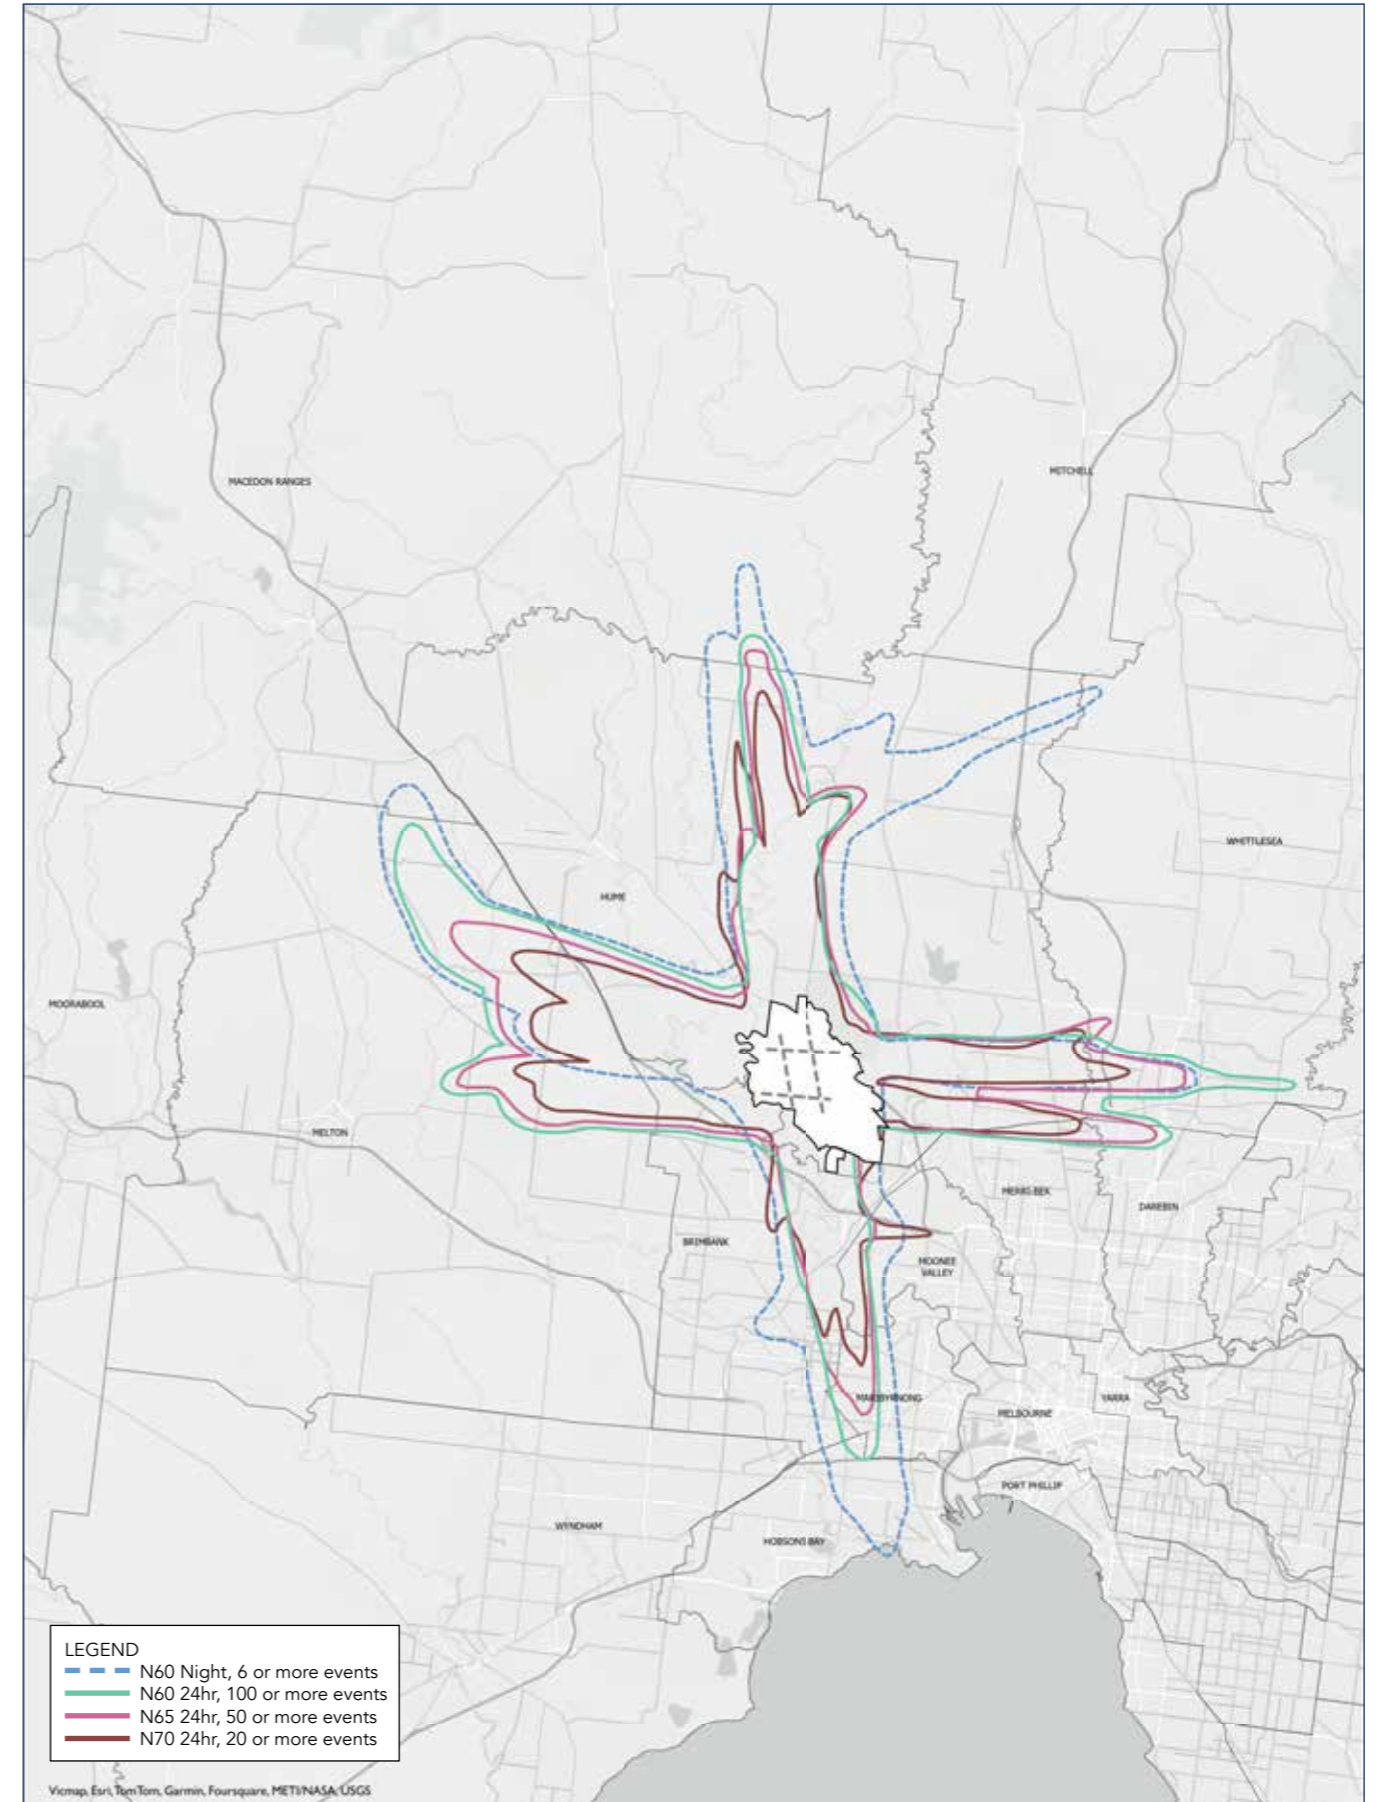 MACEDON RANGES
MITCHELL
WHITTLESEA
HUME
MOORABOOL
MELTON
MERRI-BEK
DAREBIN
BRIMBANK
MOONEE
VALLEY
MARIBYRNONG
YARRA
MELBOURNE
PORT PHILLIP
WYNDHAM
HOBSONS BAY
LEGEND
N60 Night, 6 or more events
N60 24hr, 100 or more events
N65 24hr, 50 or more events
N70 24hr, 20 or more events
Vicmap, Esri, TomTom, Garmin, Foursquare, METI/NASA, USGS